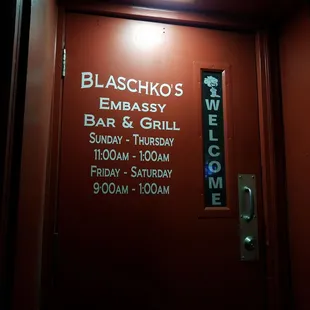 BLASCHKO'S
EMBASSY
BAR & GRILL
SUNDAY - THURSDAY
11:00AM - 1:00AM
FRIDAY - SATURDAY
9:00AM - 1:00AM
WELCOME